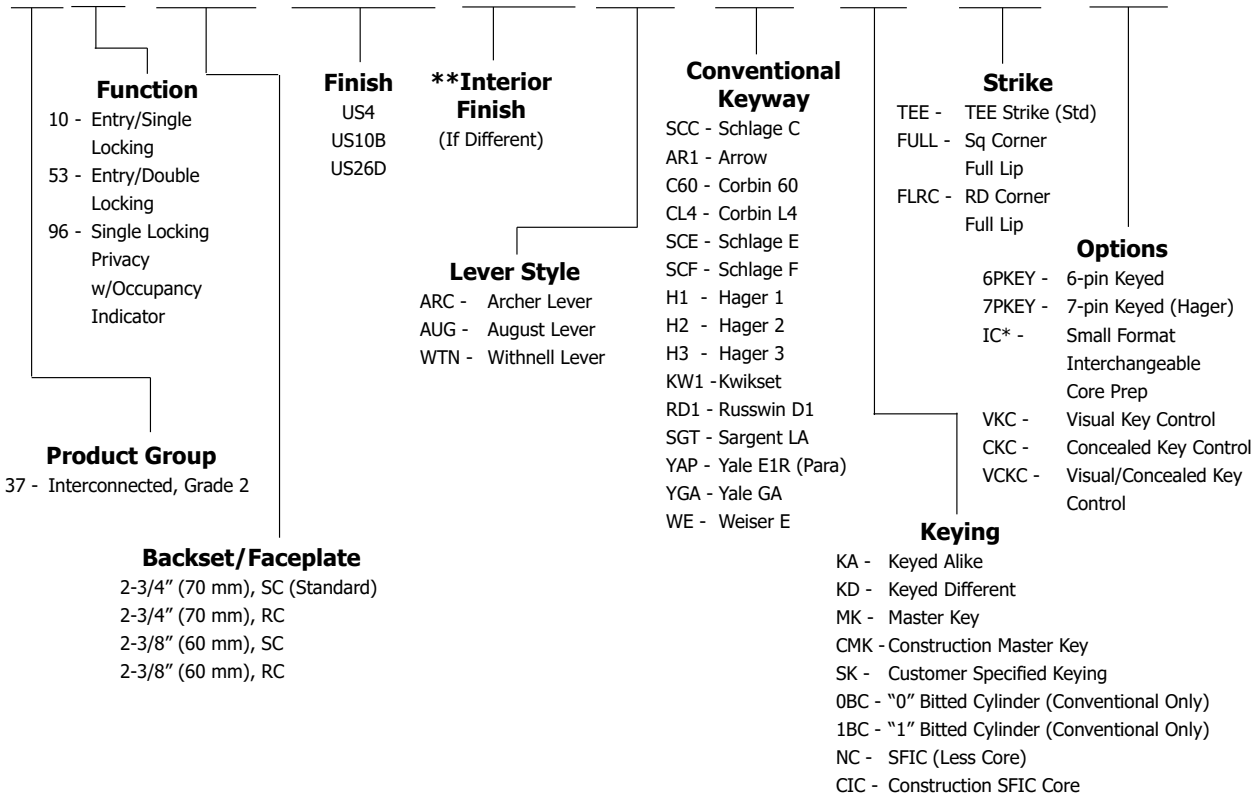 Function
10 - Entry/Single
Locking
53 - Entry/Double
Locking
96 - Single Locking
Privacy
w/Occupancy
Indicator
Finish
US4
US10B
US26D
**Interior
Finish
(If Different)
Conventional
Keyway
SCC - Schlage C
AR1 - Arrow
C60 - Corbin 60
CL4 - Corbin L4
SCE - Schlage E
SCF - Schlage F
H1 - Hager 1
H2 - Hager 2
H3 - Hager 3
KW1 -Kwikset
RD1 - Russwin D1
SGT - Sargent LA
YAP - Yale E1R (Para)
YGA - Yale GA
WE - Weiser E
Strike
TEE - TEE Strike (Std)
FULL - Sq Corner
Full Lip
FLRC - RD Corner
Full Lip
Lever Style
ARC - Archer Lever
AUG - August Lever
WTN - Withnell Lever
Options
6PKEY - 6-pin Keyed
7PKEY - 7-pin Keyed (Hager)
IC* - Small Format
Interchangeable
Core Prep
VKC - Visual Key Control
CKC - Concealed Key Control
VCKC - Visual/Concealed Key
Control
Product Group
37 - Interconnected, Grade 2
Backset/Faceplate
2-3/4” (70 mm), SC (Standard)
2-3/4” (70 mm), RC
2-3/8” (60 mm), SC
2-3/8” (60 mm), RC
Keying
KA - Keyed Alike
KD - Keyed Different
MK - Master Key
CMK - Construction Master Key
SK - Customer Specified Keying
0BC - “0” Bitted Cylinder (Conventional Only)
1BC - “1” Bitted Cylinder (Conventional Only)
NC - SFIC (Less Core)
CIC - Construction SFIC Core